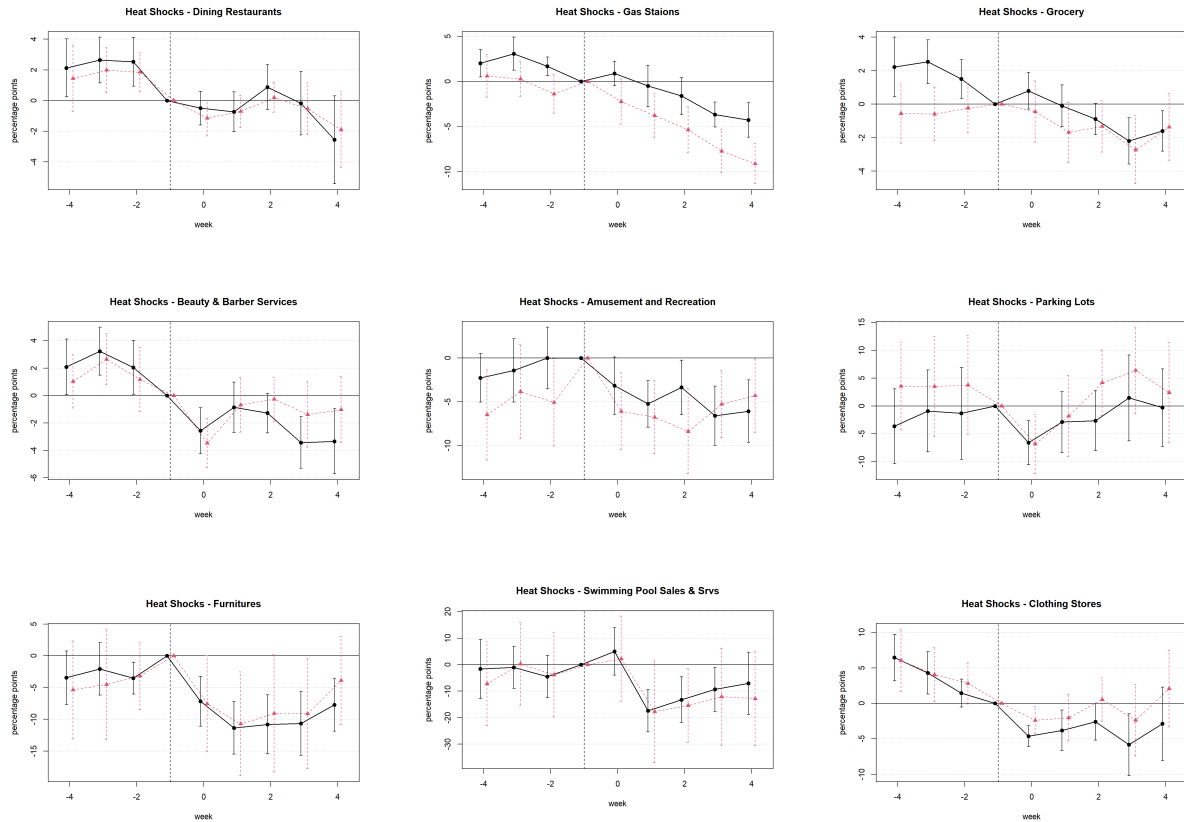 Heat Shocks - Dining Restaurants
percentage points
4
2
0
-2
-4
-4 -2 0 2 4
week
Heat Shocks - Gas Staions
percentage points
5
0
-5
-10
-4 -2 0 2 4
week
Heat Shocks - Grocery
percentage points
4
2
0
-2
-4
-4 -2 0 2 4
week
Heat Shocks - Beauty & Barber Services
percentage points
4
2
0
-2
-4
-6
-4 -2 0 2 4
week
Heat Shocks - Amusement and Recreation
percentage points
0
-5
-10
-4 -2 0 2 4
week
Heat Shocks - Parking Lots
percentage points
15
10
5
0
-5
-10
-4 -2 0 2 4
week
Heat Shocks - Furnitures
percentage points
5
0
-5
-10
-15
-4 -2 0 2 4
week
Heat Shocks - Swimming Pool Sales & Srvs
percentage points
20
10
0
-10
-20
-30
-4 -2 0 2 4
week
Heat Shocks - Clothing Stores
percentage points
10
5
0
-5
-10
-4 -2 0 2 4
week